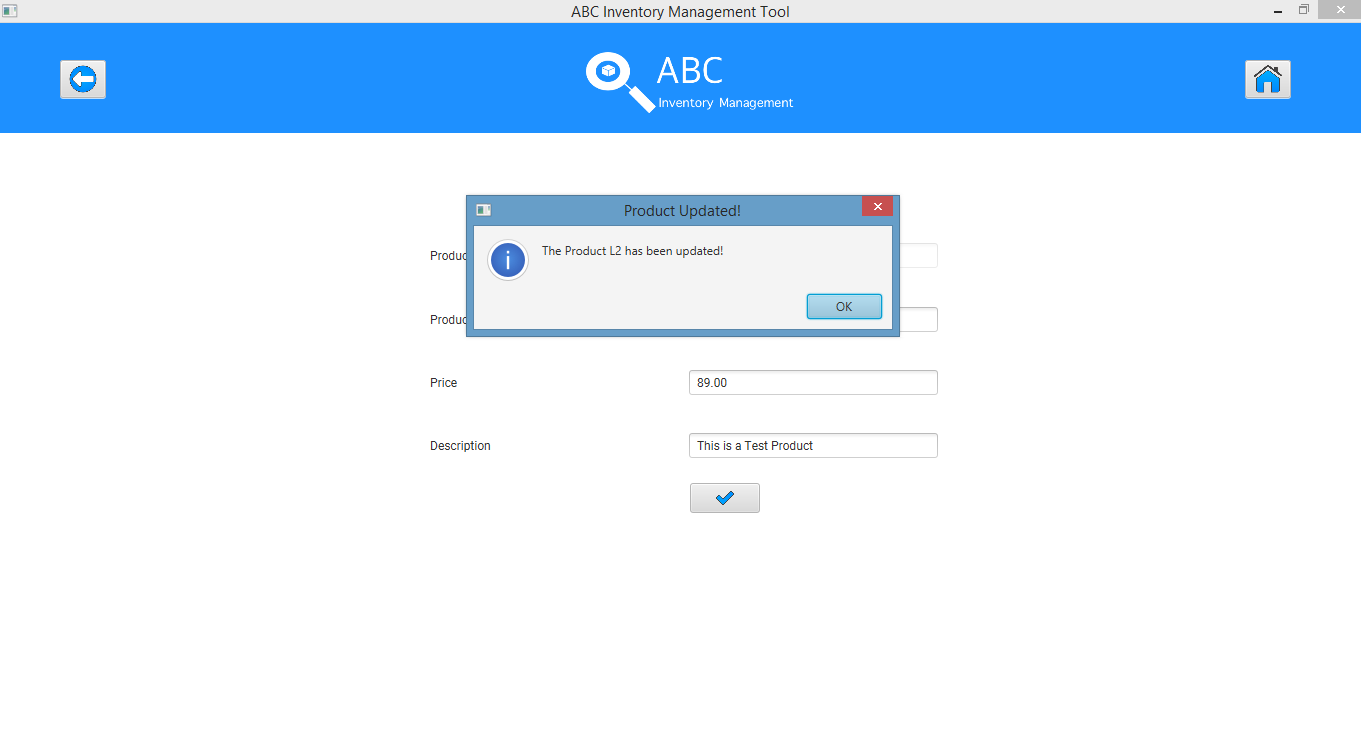 ABC Inventory Management Tool
ABC
Inventory Management
Product Updated!
The Product L2 has been updated!
OK
Produc
Produc
Price
89.00
Description
This is a Test Product